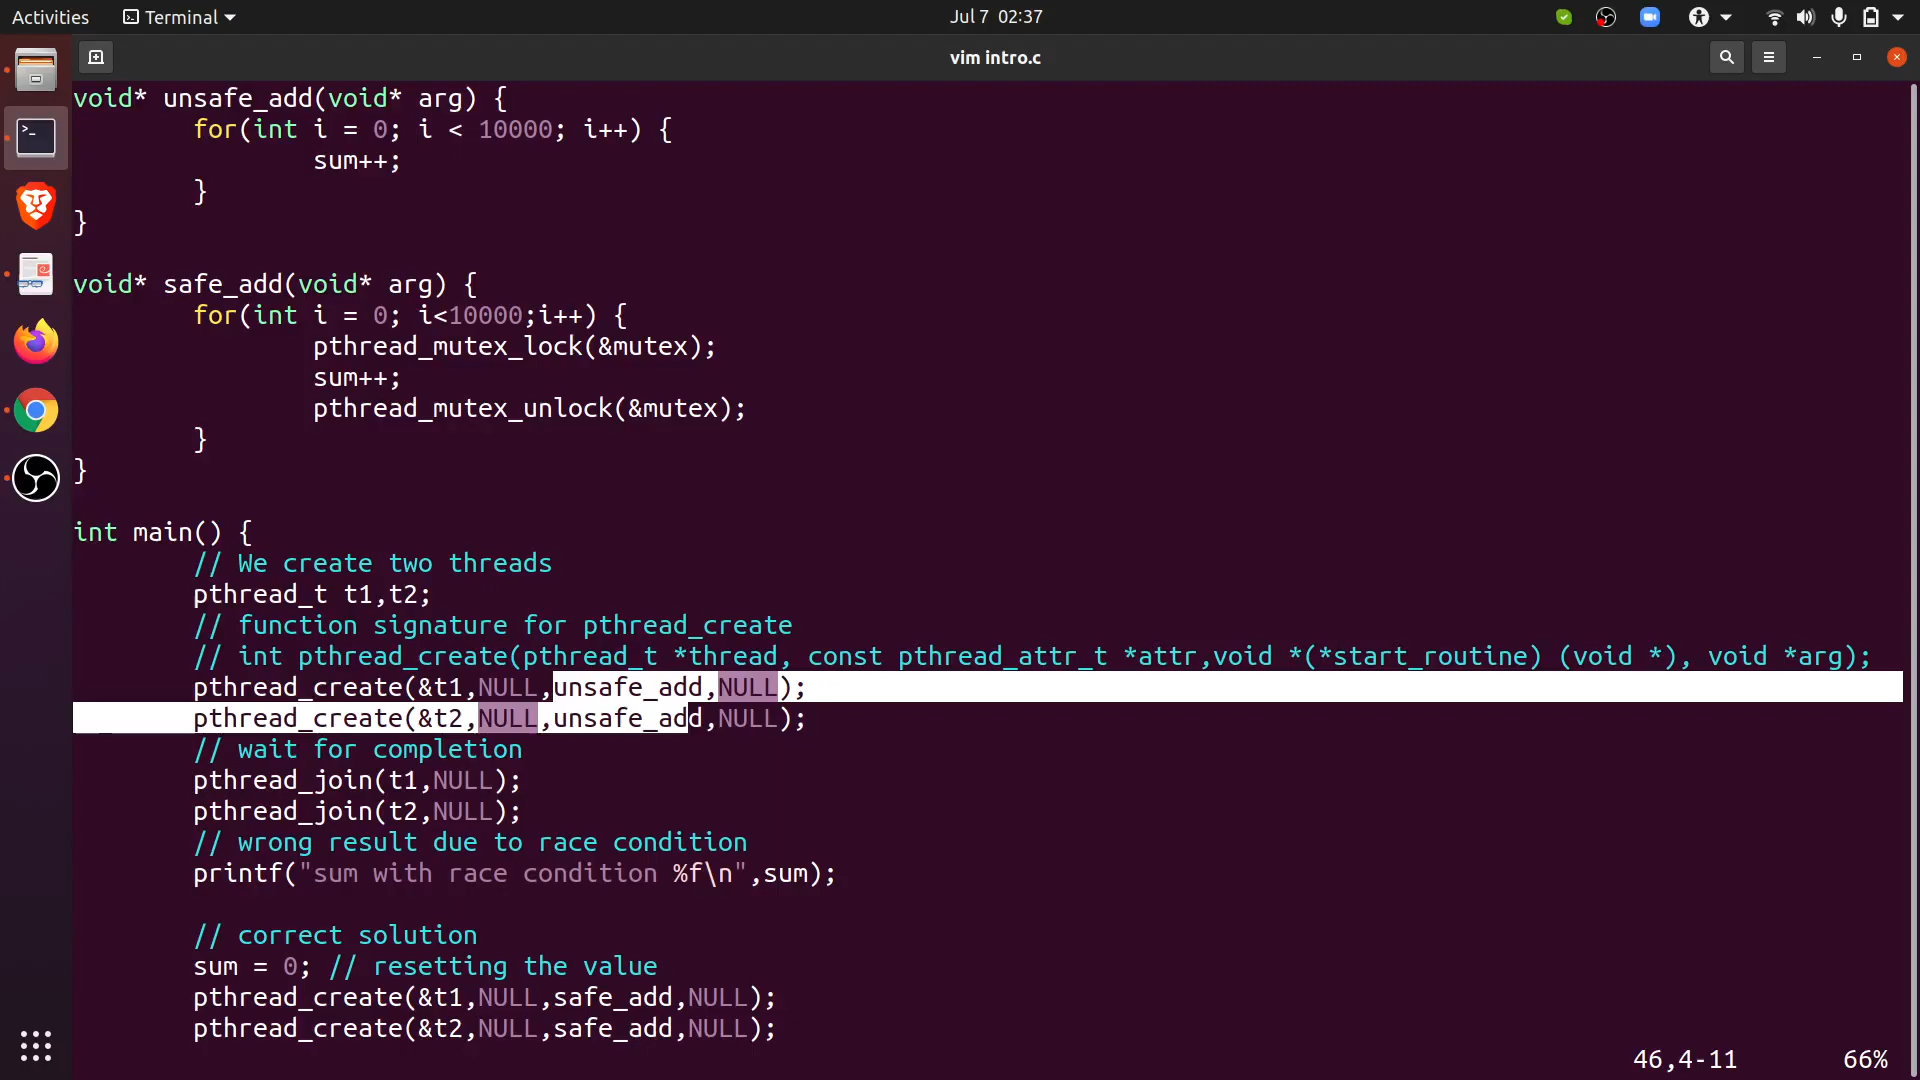 Activities Terminal Jul 7 02:37
vim intro.c
void* unsafe_add(void* arg) {
for(int i = 0; i < 10000; i++) {
sum++;
}
}
void* safe_add(void* arg) {
for(int i = 0; i<10000;i++) {
pthread_mutex_lock(&mutex);
sum++;
pthread_mutex_unlock(&mutex);
}
}
int main() {
// We create two threads
pthread_t t1,t2;
// function signature for pthread_create
// int pthread_create(pthread_t *thread, const pthread_attr_t *attr,void *(*start_routine) (void *), void *arg);
pthread_create(&t1,NULL,unsafe_add,NULL);
pthread_create(&t2,NULL,unsafe_add,NULL);
// wait for completion
pthread_join(t1,NULL);
pthread_join(t2,NULL);
// wrong result due to race condition
printf("sum with race condition %f\n",sum);
// correct solution
sum = 0; // resetting the value
pthread_create(&t1,NULL,safe_add,NULL);
pthread_create(&t2,NULL,safe_add,NULL);
46,4-11 66%